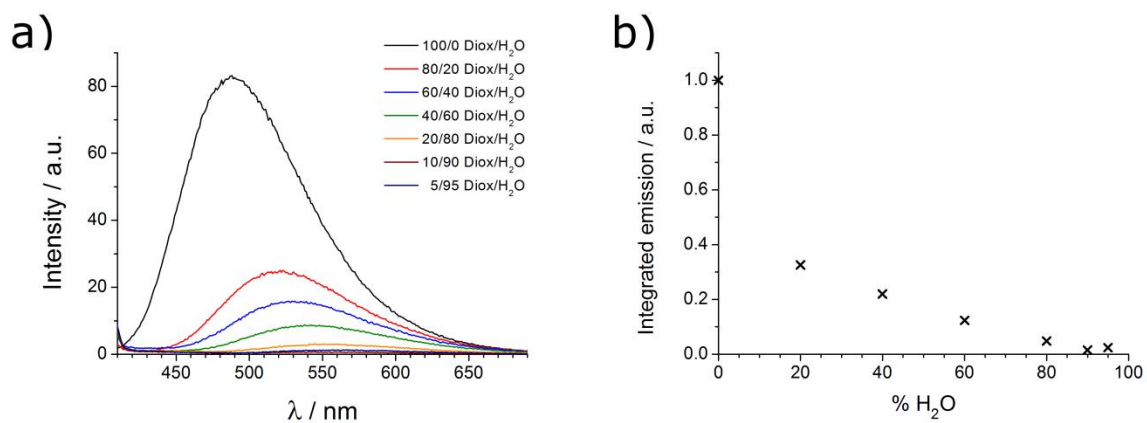 a)
100/0 Diox/H₂O
80/20 Diox/H₂O
60/40 Diox/H₂O
40/60 Diox/H₂O
20/80 Diox/H₂O
10/90 Diox/H₂O
5/95 Diox/H₂O
80
60
40
20
0
Intensity / a.u.
450 500 550 600 650
λ / nm
b)
1.0
0.8
0.6
0.4
0.2
0.0
Integrated emission / a.u.
0 20 40 60 80 100
% H₂O